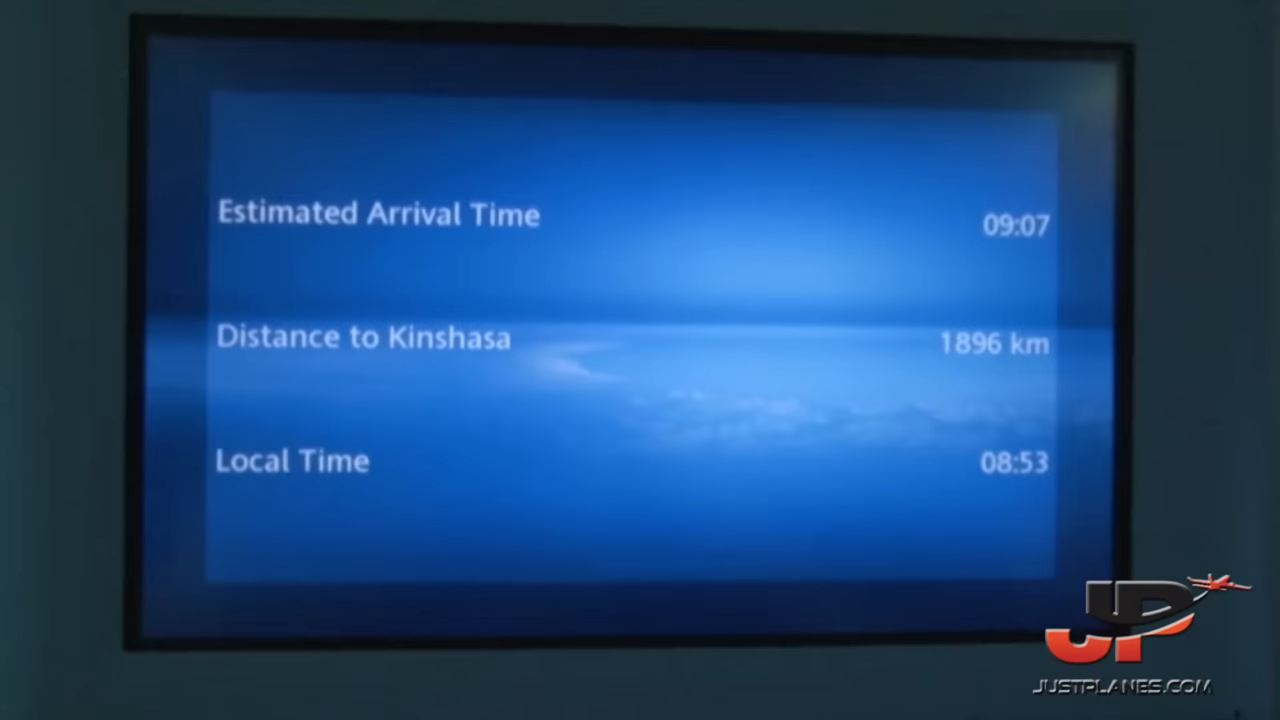 Estimated Arrival Time 09:07
Distance to Kinshasa 1896 km
Local Time 08:53
JP
JUSTPLANES.COM